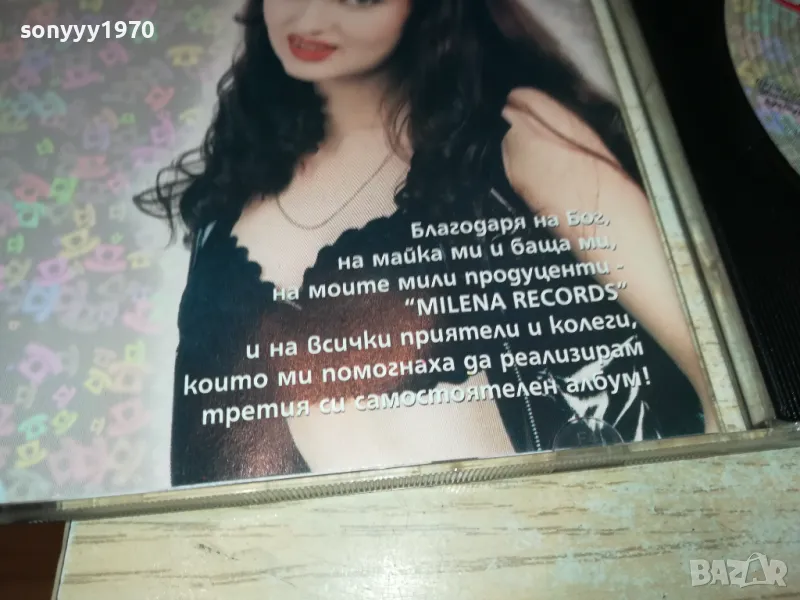 sonyyy1970
Благодаря на Бог,
на майка ми и баща ми,
на моите мили продуценти -
"MILENA RECORDS"
и на всички приятели и колеги,
които ми помогнаха да реализирам
третия си самостоятелен албум!
BAZAR